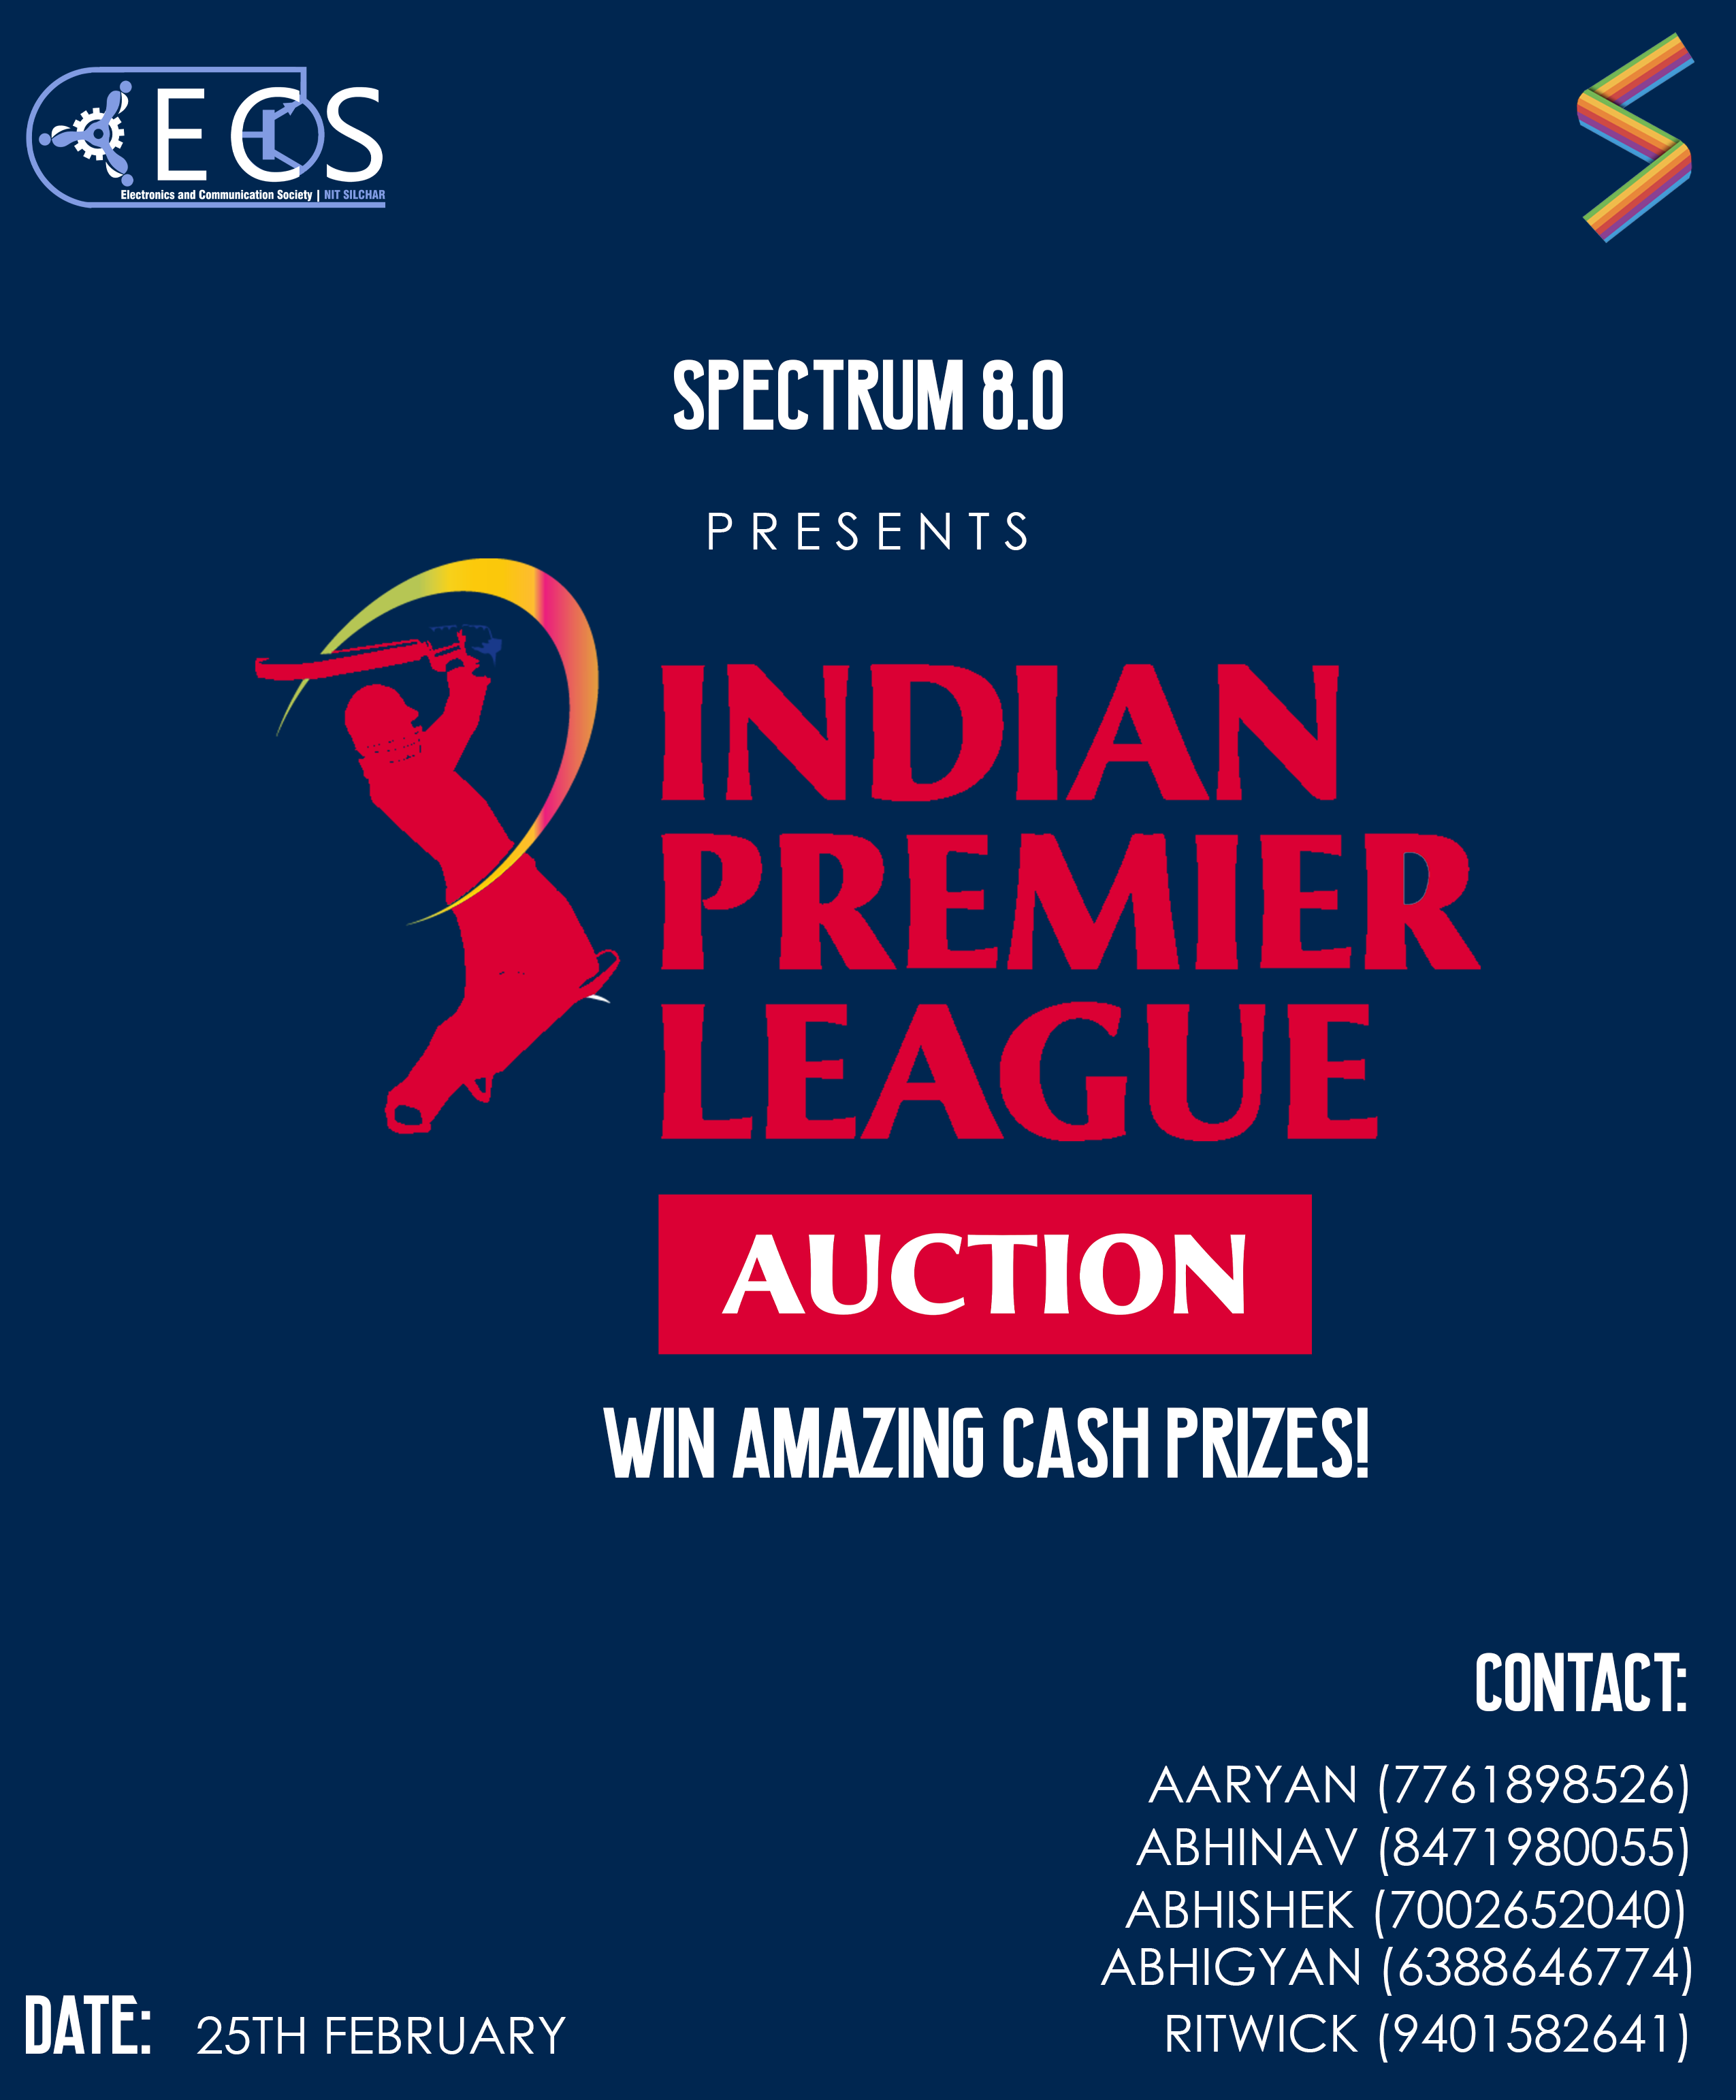 ECS
Electronics and Communication Society | NIT SILCHAR
SPECTRUM 8.0
PRESENTS
INDIAN
PREMIER
LEAGUE
AUCTION
WIN AMAZING CASH PRIZES!
CONTACT:
AARYAN (7761898526)
ABHINAV (8471980055)
ABHISHEK (7002652040)
ABHIGYAN (6388646774)
RITWICK (9401582641)
DATE: 25TH FEBRUARY